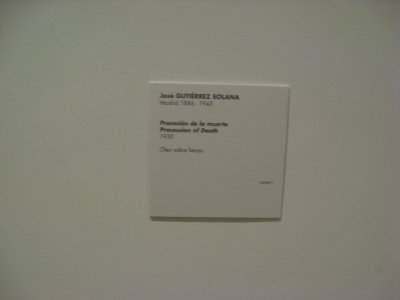 José GUTIÉRREZ SOLANA
Madrid 1886 - 1945
Procesión de la muerte
Procession of Death
1930
Óleo sobre lienzo